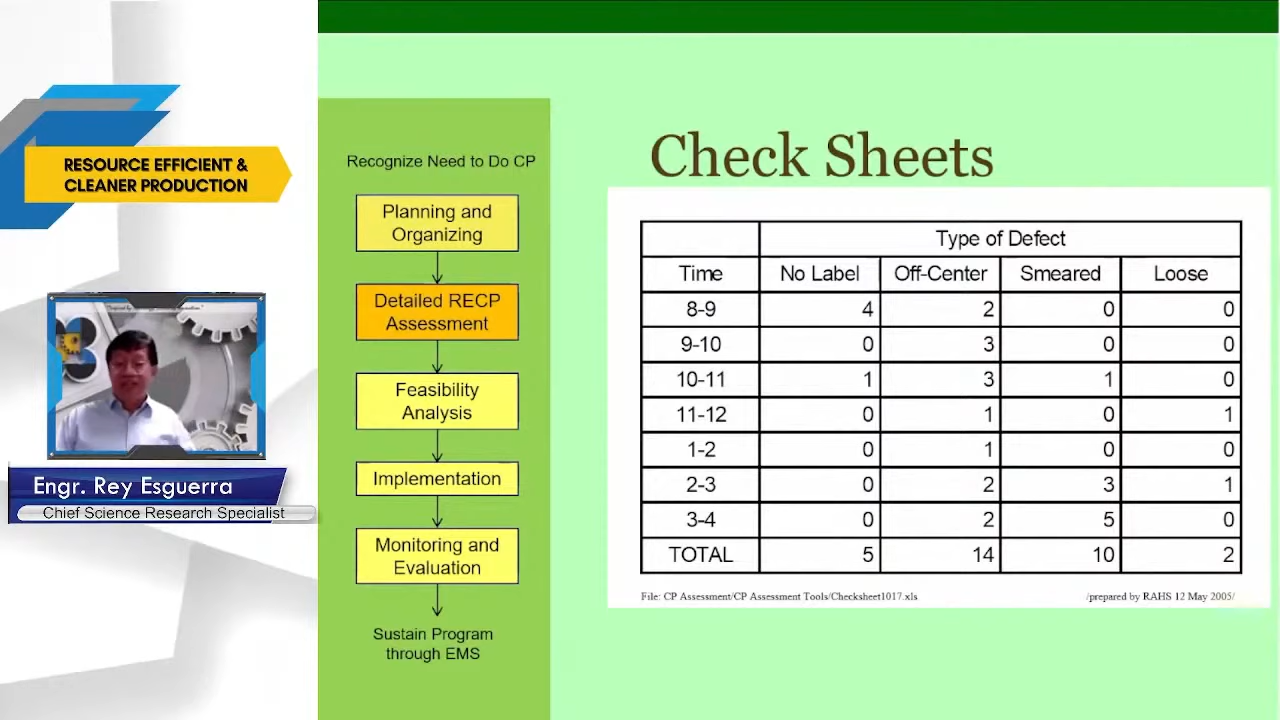 RESOURCE EFFICIENT &
CLEANER PRODUCTION
Engr. Rey Esguerra
Chief Science Research Specialist
Recognize Need to Do CP
Planning and
Organizing
Detailed RECP
Assessment
Feasibility
Analysis
Implementation
Monitoring and
Evaluation
Sustain Program
through EMS
Check Sheets
Type of Defect
Time No Label Off-Center Smeared Loose
8-9 4 2 0 0
9-10 0 3 0 0
10-11 1 3 1 0
11-12 0 1 0 1
1-2 0 1 0 0
2-3 0 2 3 1
3-4 0 2 5 0
TOTAL 5 14 10 2
File: CP Assessment/CP Assessment Tools/Checksheet1017.xls /prepared by RAHS 12 May 2005/